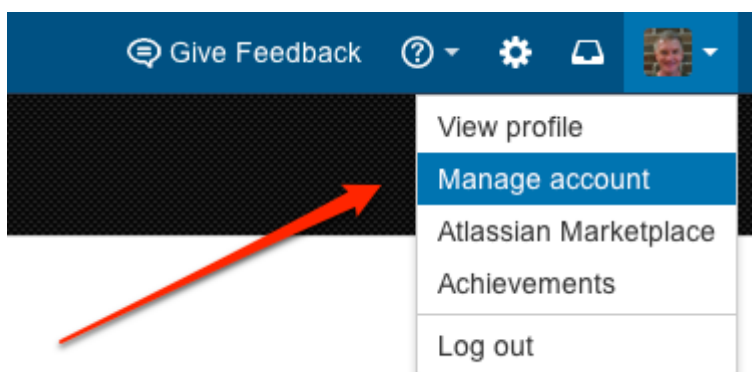 Give Feedback
View profile
Manage account
Atlassian Marketplace
Achievements
Log out